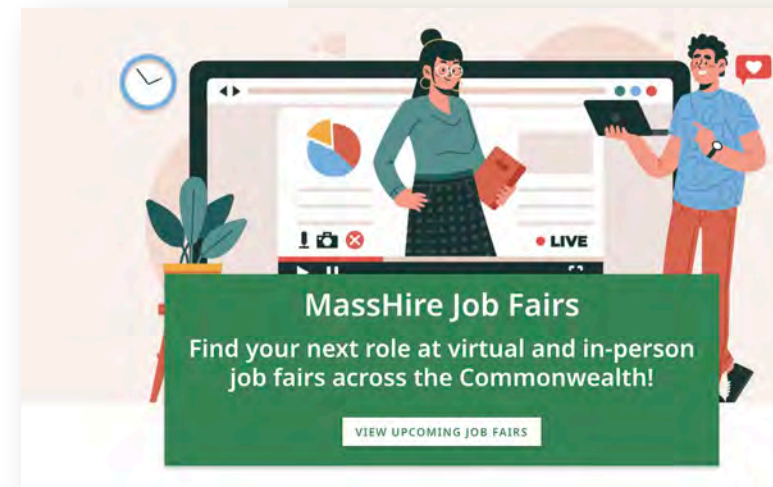 LIVE
MassHire Job Fairs
Find your next role at virtual and in-person
job fairs across the Commonwealth!
VIEW UPCOMING JOB FAIRS